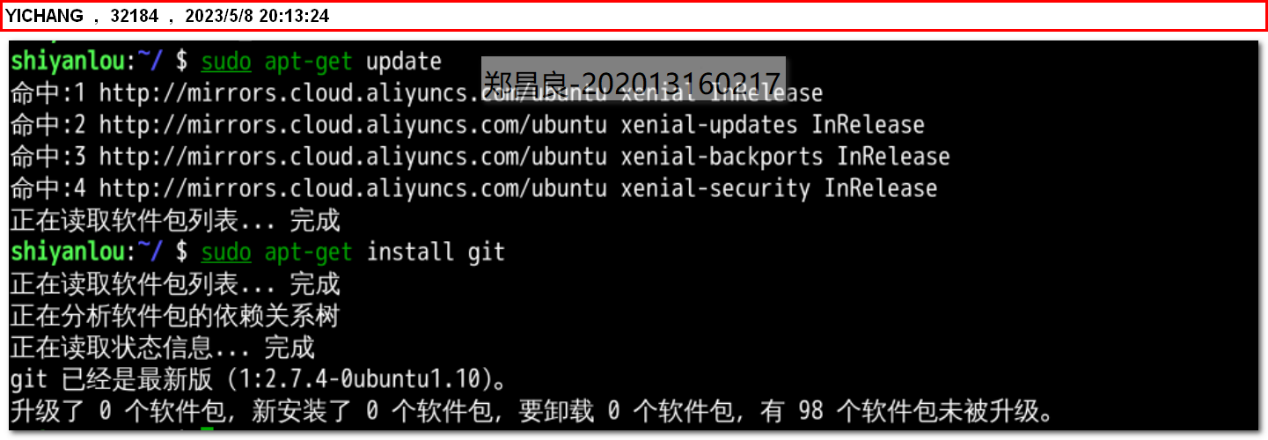 YICHANG , 32184 , 2023/5/8 20:13:24
shiyanlou:~/ $ sudo apt-get update
郑昌良-202013160217
命中:1 http://mirrors.cloud.aliyuncs.com/ubuntu xenial InRelease
命中:2 http://mirrors.cloud.aliyuncs.com/ubuntu xenial-updates InRelease
命中:3 http://mirrors.cloud.aliyuncs.com/ubuntu xenial-backports InRelease
命中:4 http://mirrors.cloud.aliyuncs.com/ubuntu xenial-security InRelease
正在读取软件包列表... 完成
shiyanlou:~/ $ sudo apt-get install git
正在读取软件包列表... 完成
正在分析软件包的依赖关系树
正在读取状态信息... 完成
git 已经是最新版 (1:2.7.4-0ubuntu1.10)。
升级了 0 个软件包，新安装了 0 个软件包，要卸载 0 个软件包，有 98 个软件包未被升级。